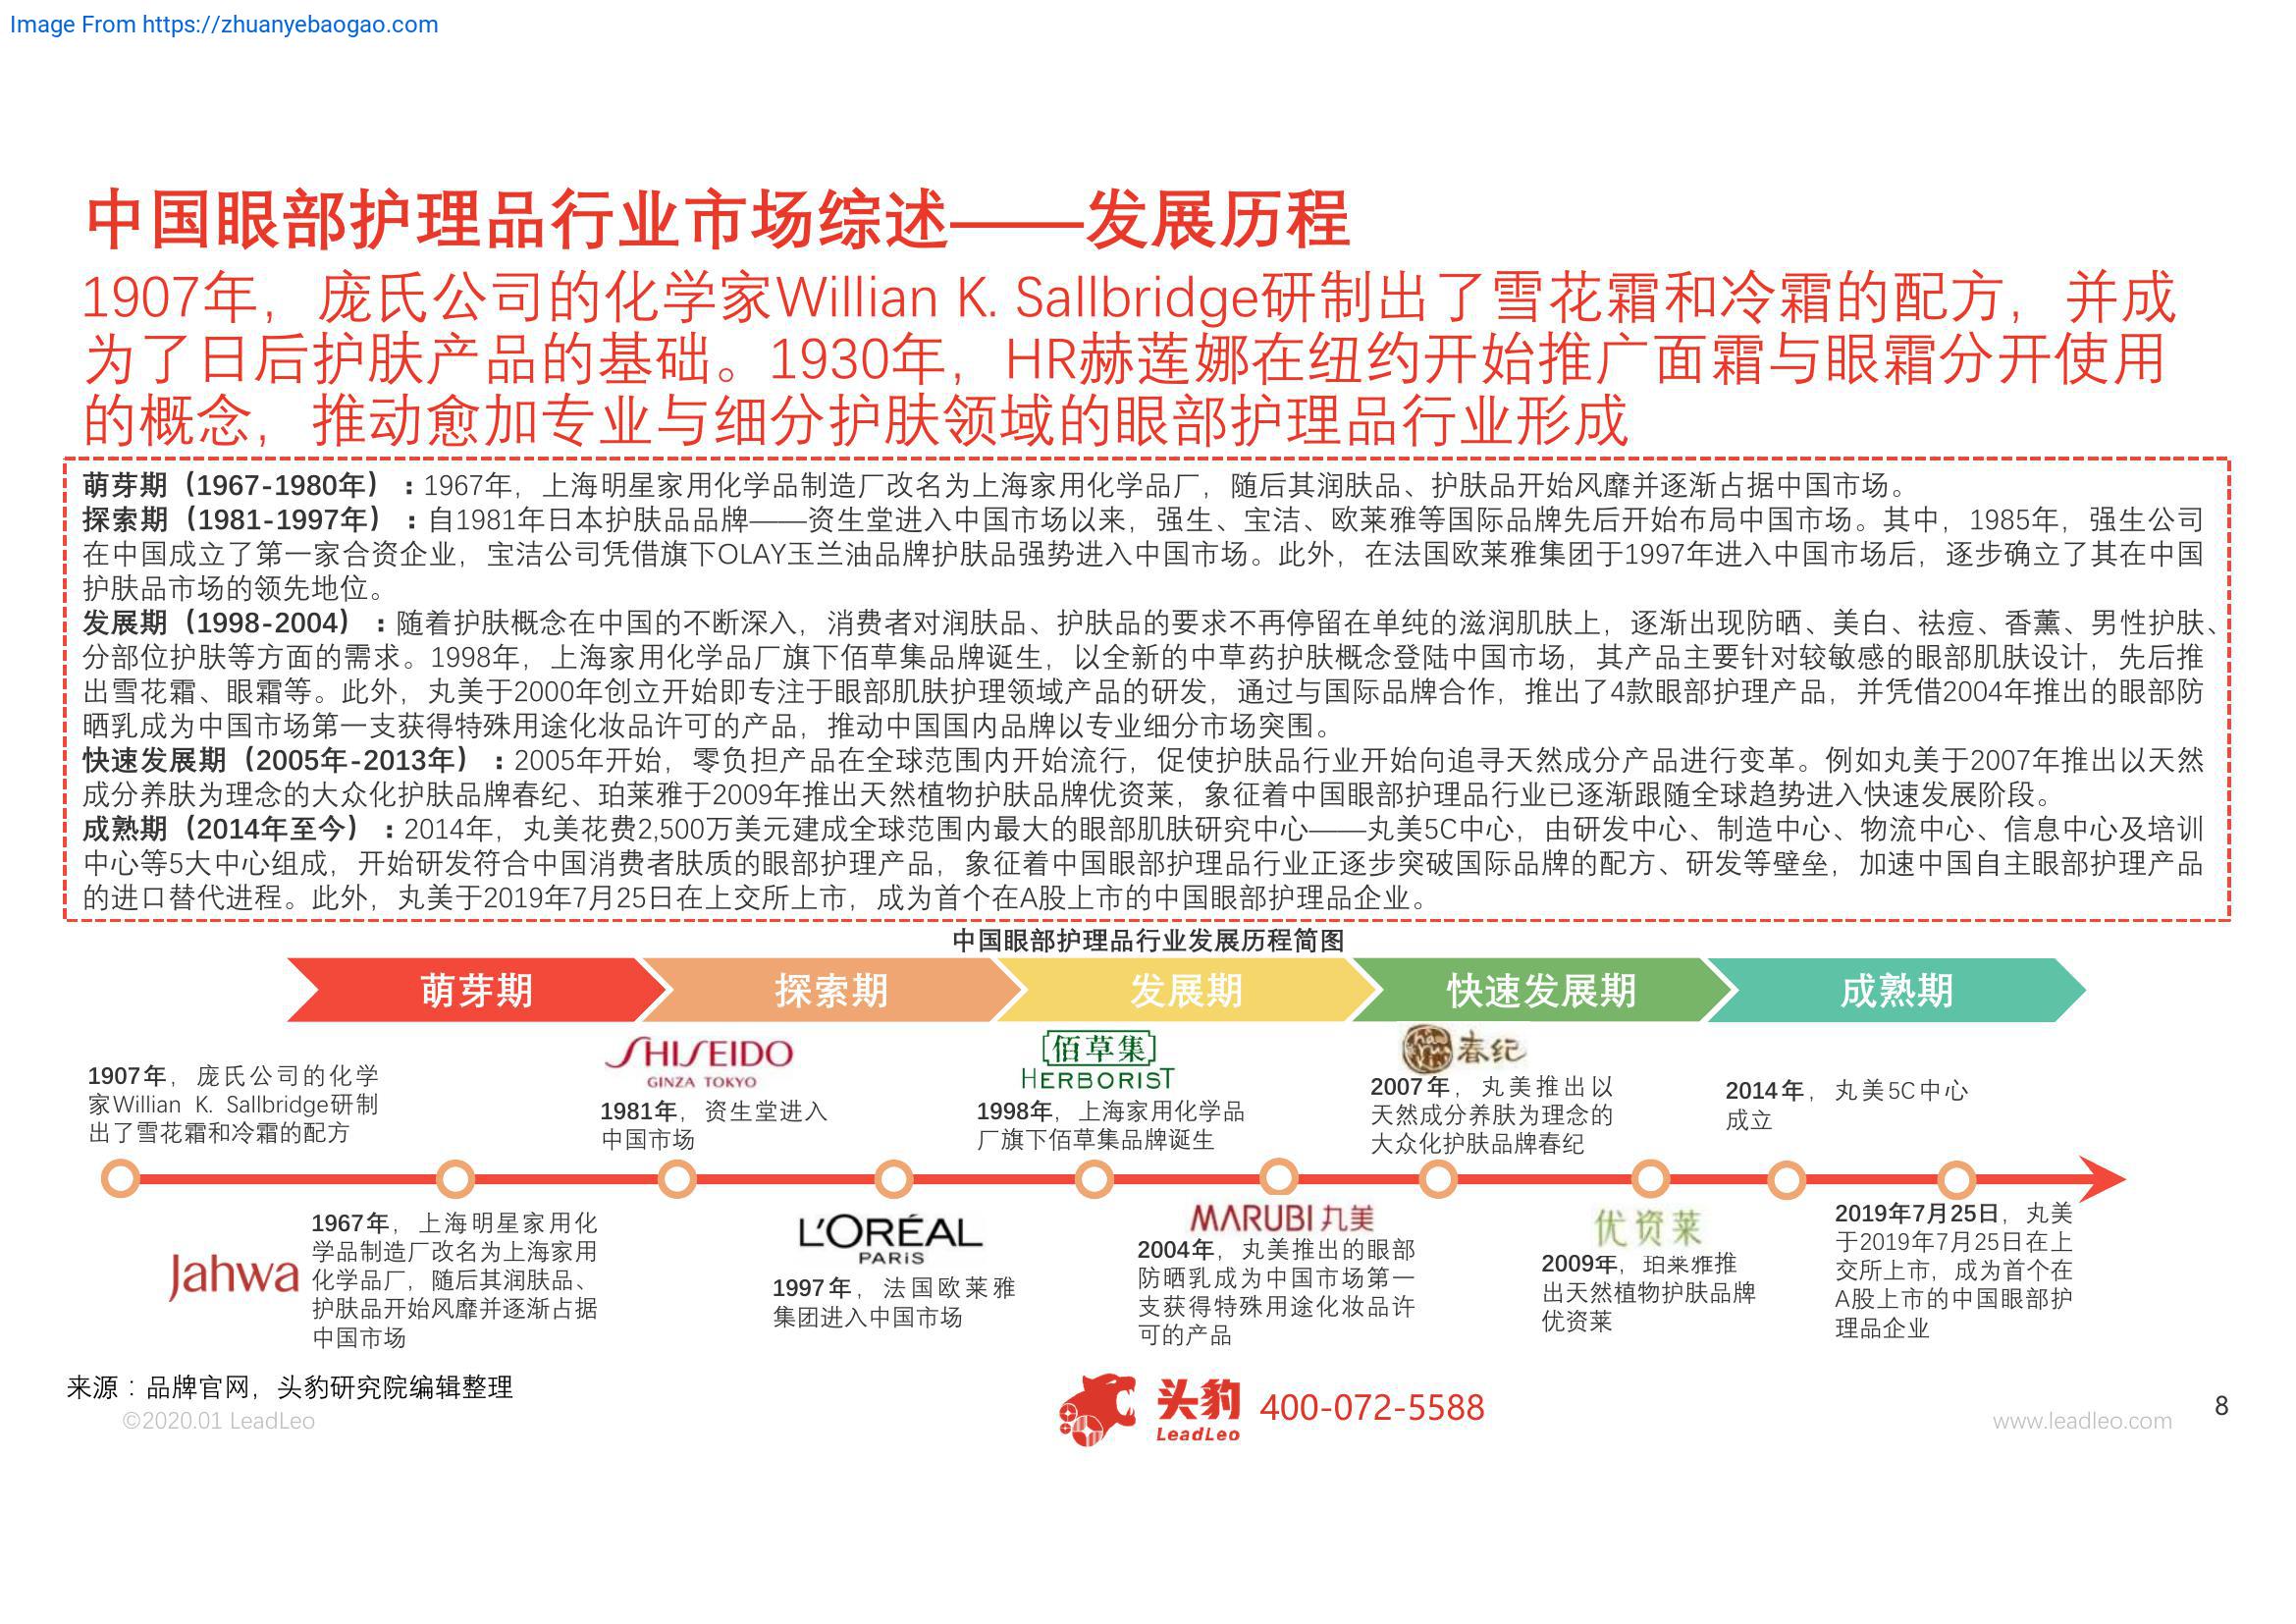 Image From https://zhuanyebaogao.com
中国眼部护理品行业市场综述——发展历程
1907年，庞氏公司的化学家Willian K. Sallbridge研制出了雪花霜和冷霜的配方，并成
为了日后护肤产品的基础。1930年，HR赫莲娜在纽约开始推广面霜与眼霜分开使用
的概念，推动愈加专业与细分护肤领域的眼部护理品行业形成
萌芽期（1967-1980年）：1967年，上海明星家用化学品制造厂改名为上海家用化学品厂，随后其润肤品、护肤品开始风靡并逐渐占据中国市场。
探索期（1981-1997年）：自1981年日本护肤品品牌——资生堂进入中国市场以来，强生、宝洁、欧莱雅等国际品牌先后开始布局中国市场。其中，1985年，强生公司
在中国成立了第一家合资企业，宝洁公司凭借旗下OLAY玉兰油品牌护肤品强势进入中国市场。此外，在法国欧莱雅集团于1997年进入中国市场后，逐步确立了其在中国
护肤品市场的领先地位。
发展期（1998-2004）：随着护肤概念在中国的不断深入，消费者对润肤品、护肤品的要求不再停留在单纯的滋润肌肤上，逐渐出现防晒、美白、祛痘、香薰、男性护肤、
分部位护肤等方面的需求。1998年，上海家用化学品厂旗下佰草集品牌诞生，以全新的中草药护肤概念登陆中国市场，其产品主要针对较敏感的眼部肌肤设计，先后推
出雪花霜、眼霜等。此外，丸美于2000年创立开始即专注于眼部肌肤护理领域产品的研发，通过与国际品牌合作，推出了4款眼部护理产品，并凭借2004年推出的眼部防
晒乳成为中国市场第一支获得特殊用途化妆品许可的产品，推动中国国内品牌以专业细分市场突围。
快速发展期（2005年-2013年）：2005年开始，零负担产品在全球范围内开始流行，促使护肤品行业开始向追寻天然成分产品进行变革。例如丸美于2007年推出以天然
成分养肤为理念的大众化护肤品牌春纪、珀莱雅于2009年推出天然植物护肤品牌优资莱，象征着中国眼部护理品行业已逐渐跟随全球趋势进入快速发展阶段。
成熟期（2014年至今）：2014年，丸美花费2,500万美元建成全球范围内最大的眼部肌肤研究中心——丸美5C中心，由研发中心、制造中心、物流中心、信息中心及培训
中心等5大中心组成，开始研发符合中国消费者肤质的眼部护理产品，象征着中国眼部护理品行业正逐步突破国际品牌的配方、研发等壁垒，加速中国自主眼部护理产品
的进口替代进程。此外，丸美于2019年7月25日在上交所上市，成为首个在A股上市的中国眼部护理品企业。
中国眼部护理品行业发展历程简图
萌芽期
探索期
发展期
快速发展期
成熟期
1907年，庞氏公司的化学
家Willian K. Sallbridge研制
出了雪花霜和冷霜的配方
SHISEIDO
GINZA TOKYO
1981年，资生堂进入
中国市场
佰草集
HERBORIST
1998年，上海家用化学品
厂旗下佰草集品牌诞生
春纪
2007年，丸美推出以
天然成分养肤为理念的
大众化护肤品牌春纪
2014年，丸美5C中心
成立
Jahwa
1967年，上海明星家用化
学品制造厂改名为上海家用
化学品厂，随后其润肤品、
护肤品开始风靡并逐渐占据
中国市场
L'ORÉAL
PARiS
1997年，法国欧莱雅
集团进入中国市场
MARUBI 丸美
2004年，丸美推出的眼部
防晒乳成为中国市场第一
支获得特殊用途化妆品许
可的产品
优资莱
2009年，珀莱雅推
出天然植物护肤品牌
优资莱
2019年7月25日，丸美
于2019年7月25日在上
交所上市，成为首个在
A股上市的中国眼部护
理品企业
来源：品牌官网，头豹研究院编辑整理
©2020.01 LeadLeo
头豹
LeadLeo
400-072-5588
www.leadleo.com
8